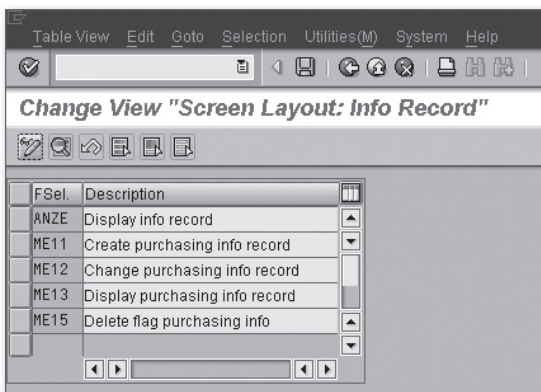 Table View Edit Goto Selection Utilities(M) System Help
Change View "Screen Layout: Info Record"
FSel. Description
ANZE Display info record
ME11 Create purchasing info record
ME12 Change purchasing info record
ME13 Display purchasing info record
ME15 Delete flag purchasing info